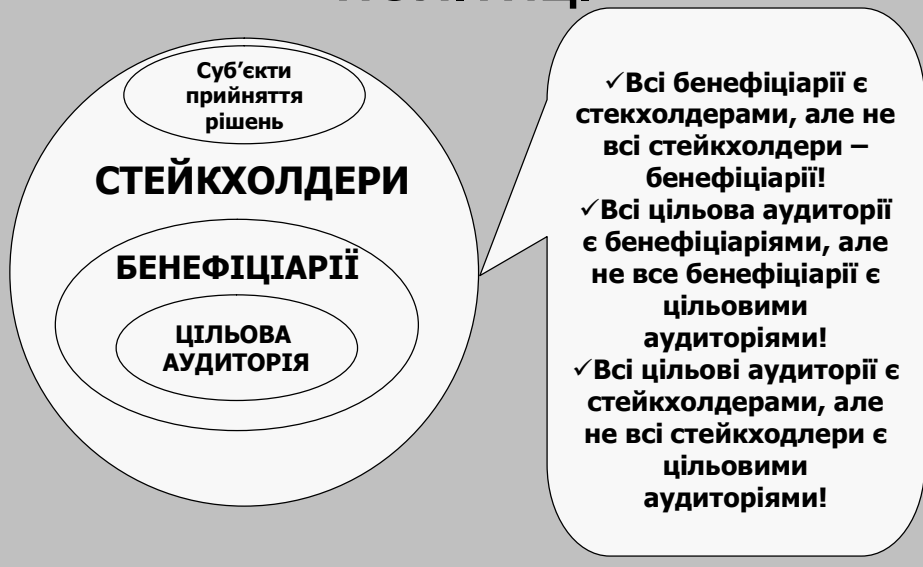 Суб’єкти
прийняття
рішень
СТЕЙКХОЛДЕРИ
БЕНЕФІЦІАРІЇ
ЦІЛЬОВА
АУДИТОРІЯ
✓Всі бенефіціарії є
стекхолдерами, але не
всі стейкхолдери –
бенефіціарії!
✓Всі цільова аудиторії
є бенефіціаріями, але
не все бенефіціарії є
цільовими
аудиторіями!
✓Всі цільові аудиторії є
стейкхолдерами, але
не всі стейкходлери є
цільовими
аудиторіями!